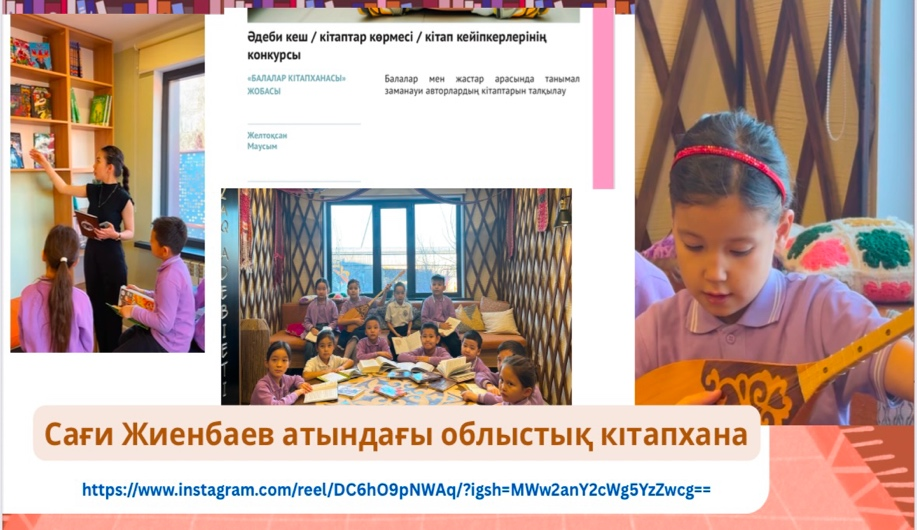 Әдеби кеш / кітаптар көрмесі / кітап кейіпкерлерінің
конкурсы
«БАЛАЛАР КІТАПХАНАСЫ»
ЖОБАСЫ
Балалар мен жастар арасында танымал
заманауи авторлардың кітаптарын талқылау
Желтоқсан
Маусым
Сағи Жиенбаев атындағы облыстық кітапхана
https://www.instagram.com/reel/DC6hO9pNWAq/?igsh=MWw2anY2cWg5YzZwcg==